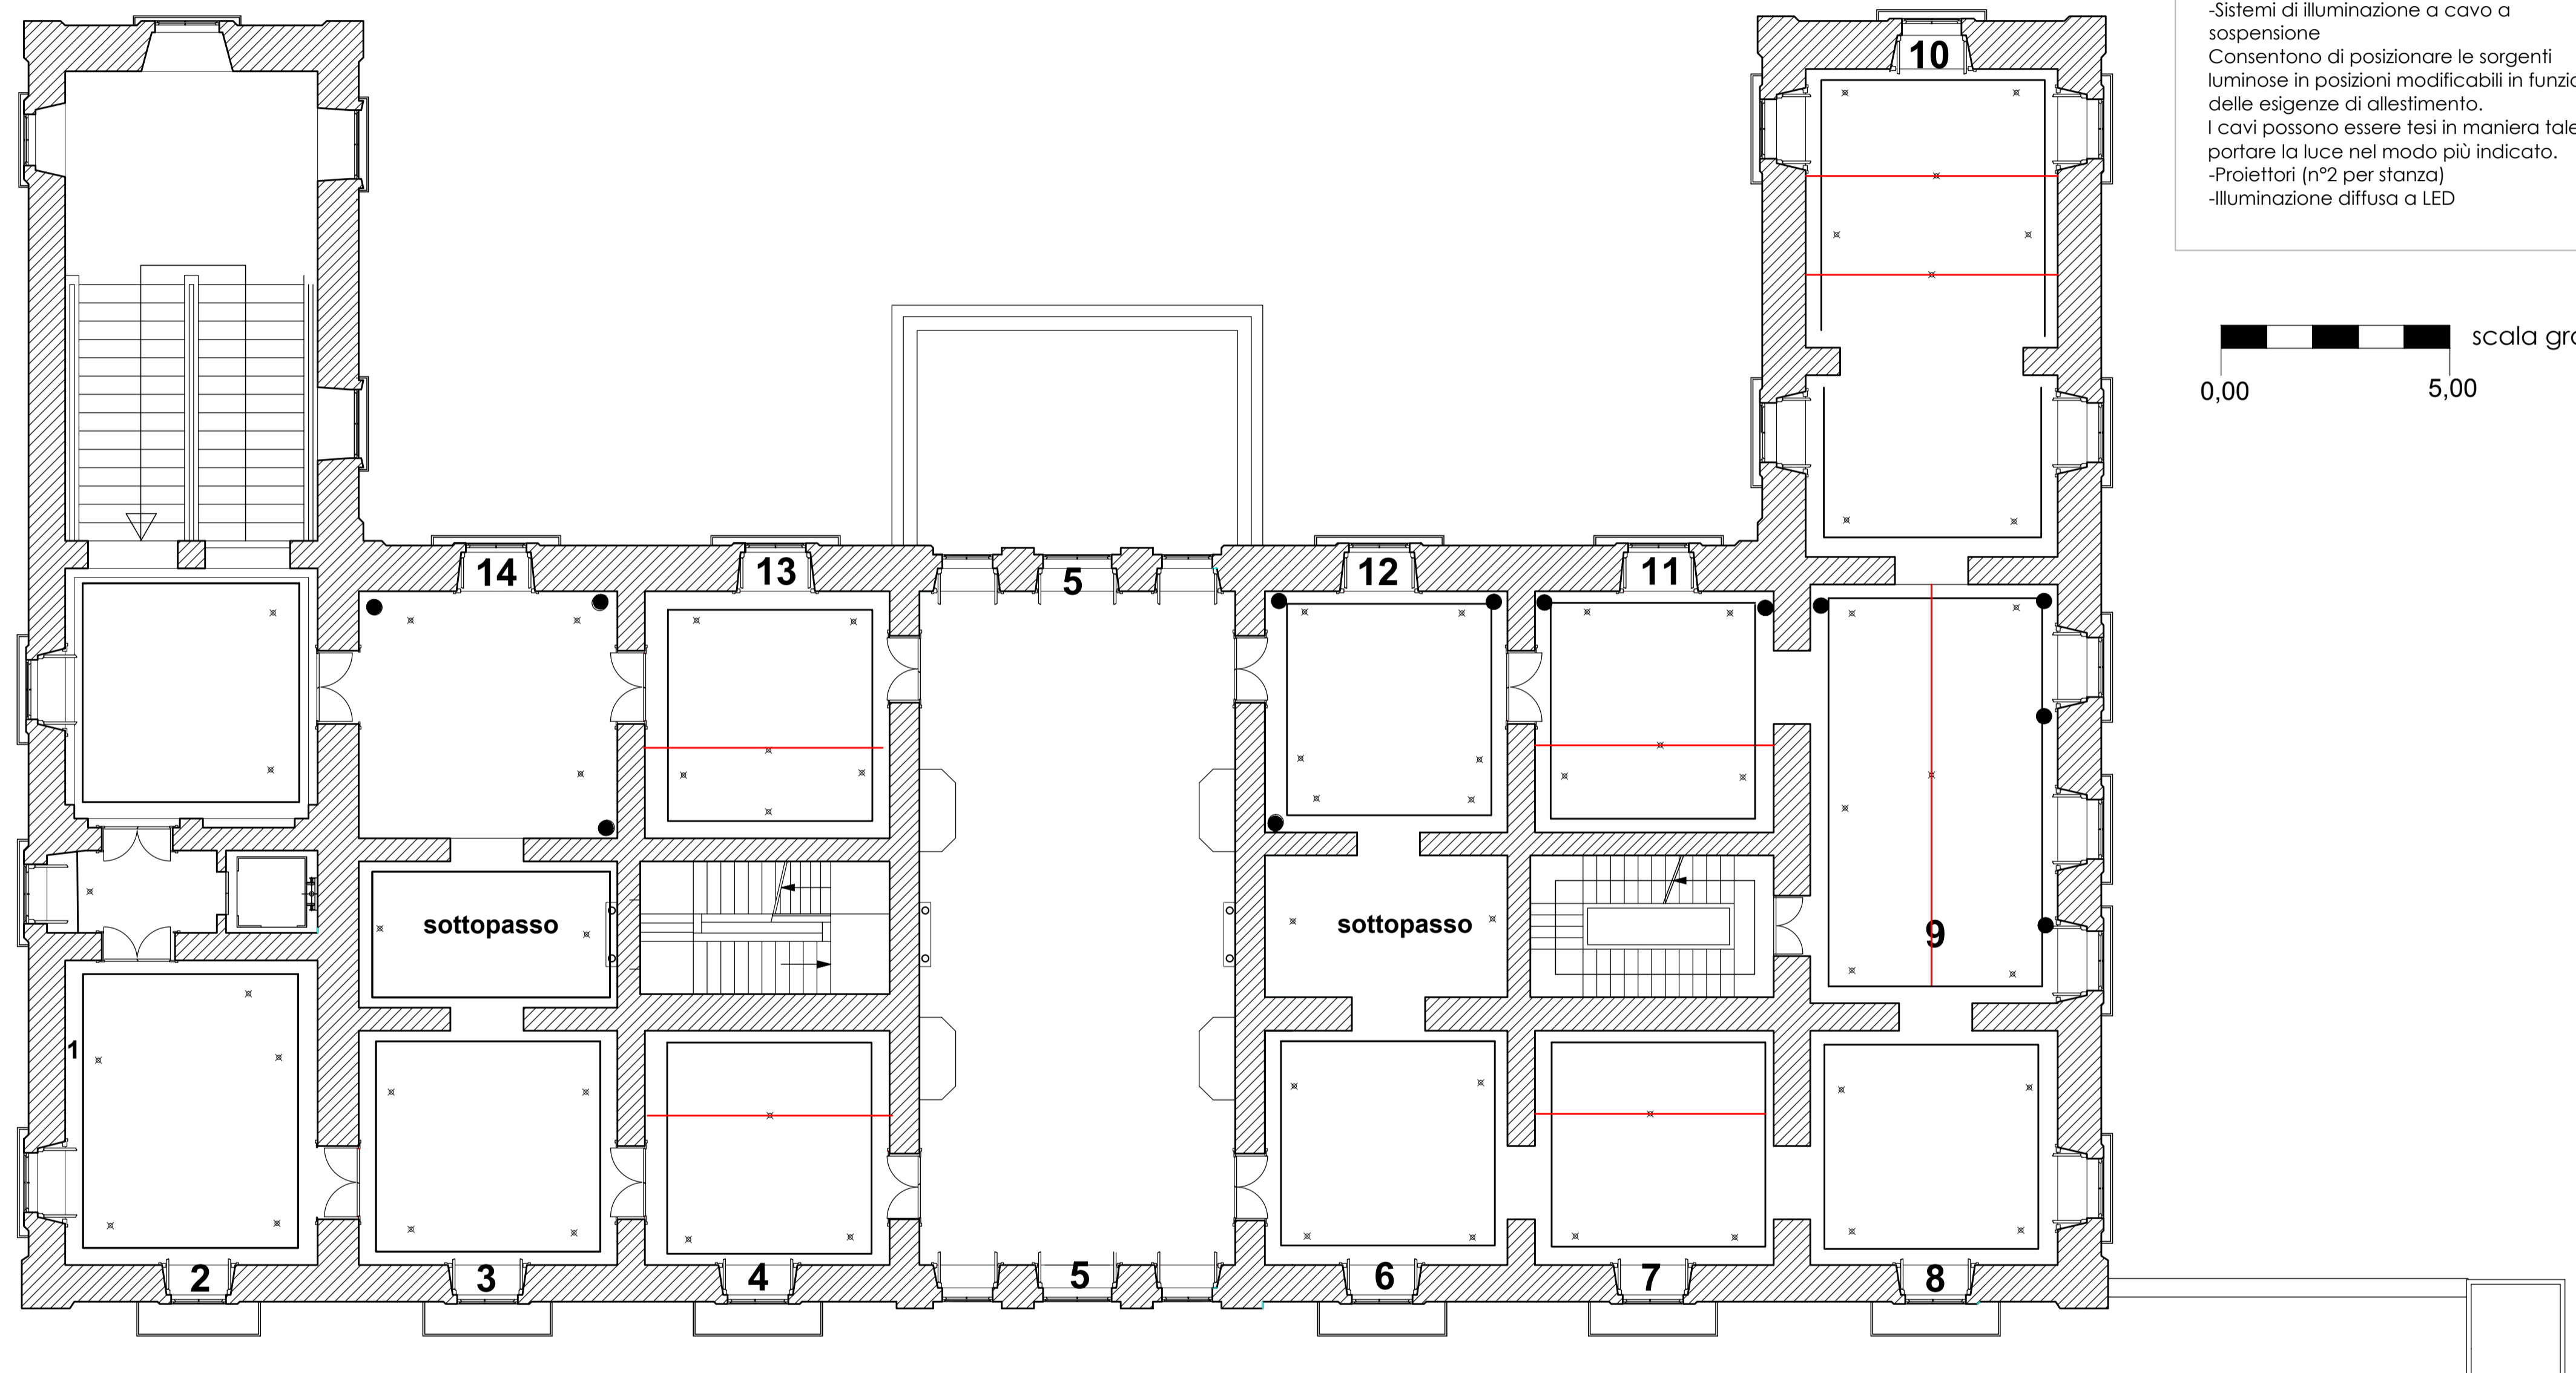 -Sistemi di illuminazione a cavo a
sospensione
Consentono di posizionare le sorgenti
luminose in posizioni modificabili in funzio
delle esigenze di allestimento.
I cavi possono essere tesi in maniera tale
portare la luce nel modo più indicato.
-Proiettori (n°2 per stanza)
-Illuminazione diffusa a LED
scala gra
0,00
5,00
10
14
13
5
12
11
sottopasso
sottopasso
9
1
2
3
4
5
6
7
8